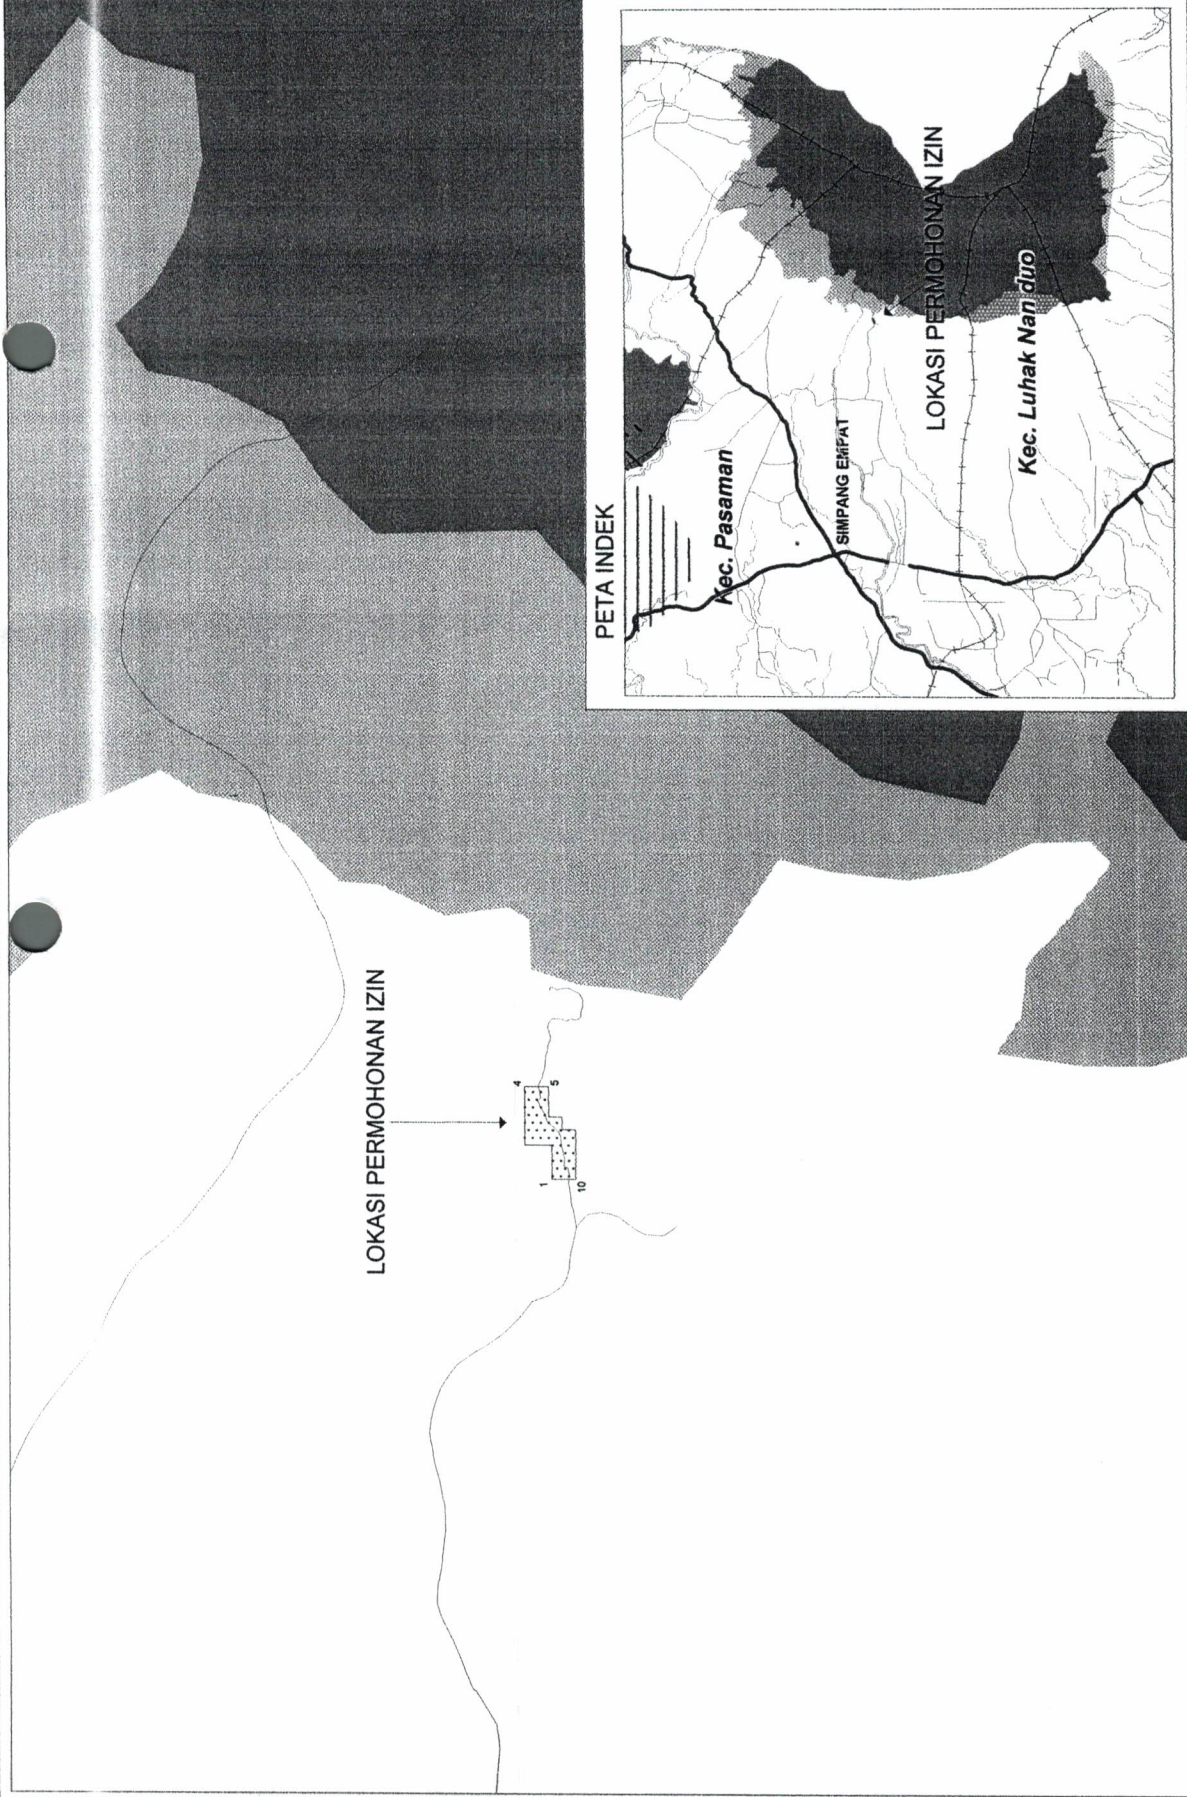 LOKASI PERMOHONAN IZIN
4
5
1
10
PETA INDEK
Kec. Pasaman
SIMPANG EMPAT
LOKASI PERMOHONAN IZIN
Kec. Luhak Nan duo